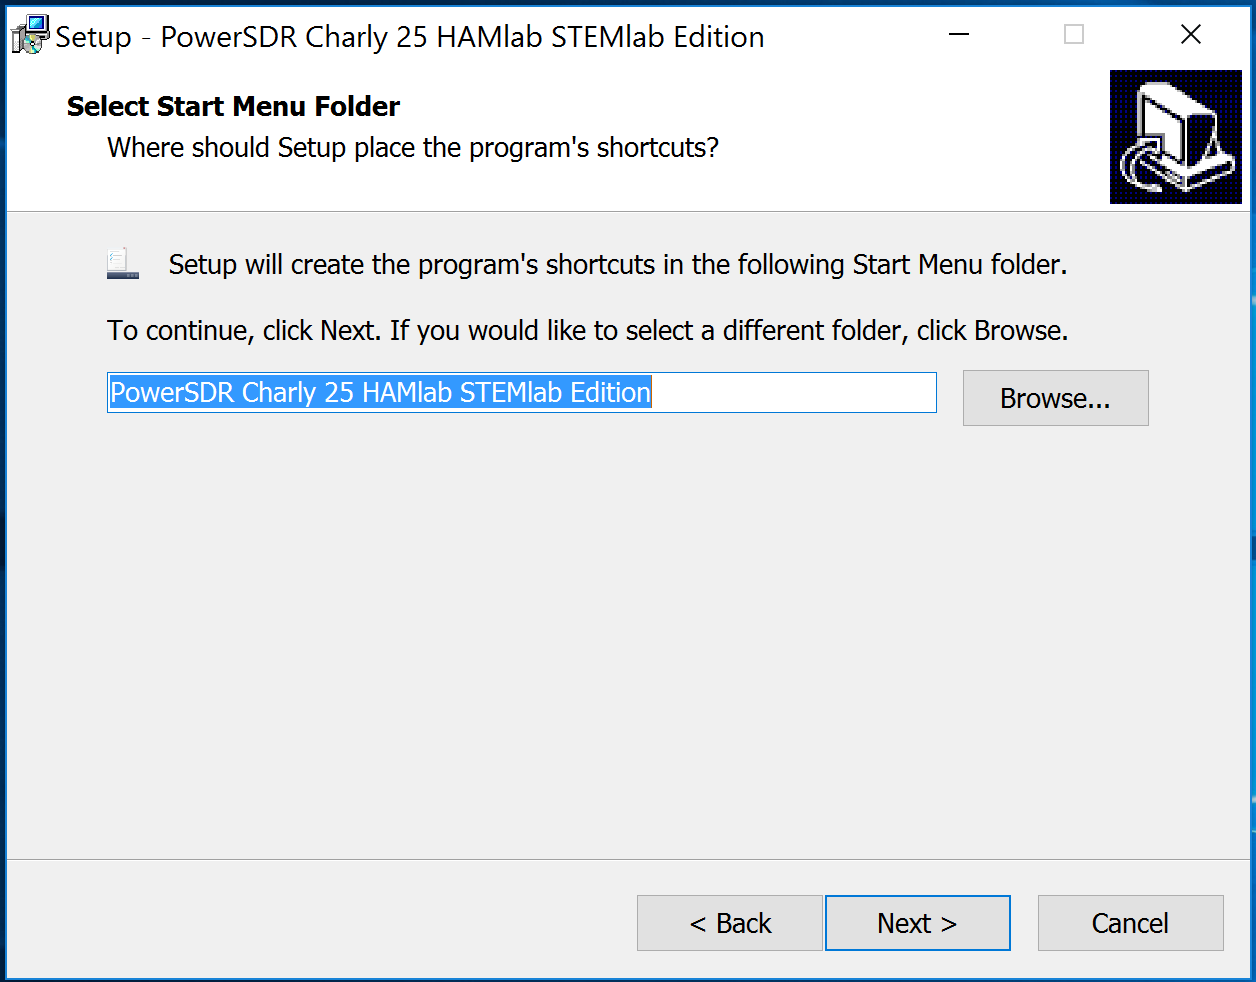 Setup - PowerSDR Charly 25 HAMlab STEMlab Edition
Select Start Menu Folder
Where should Setup place the program's shortcuts?
Setup will create the program's shortcuts in the following Start Menu folder.
To continue, click Next. If you would like to select a different folder, click Browse.
PowerSDR Charly 25 HAMlab STEMlab Edition
Browse...
< Back
Next >
Cancel